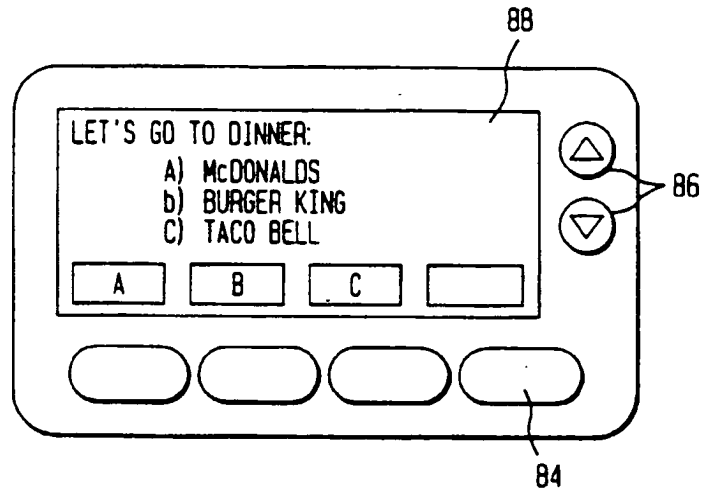 88
LET'S GO TO DINNER:
A) McDONALDS
b) BURGER KING
C) TACO BELL
86
A B C
84